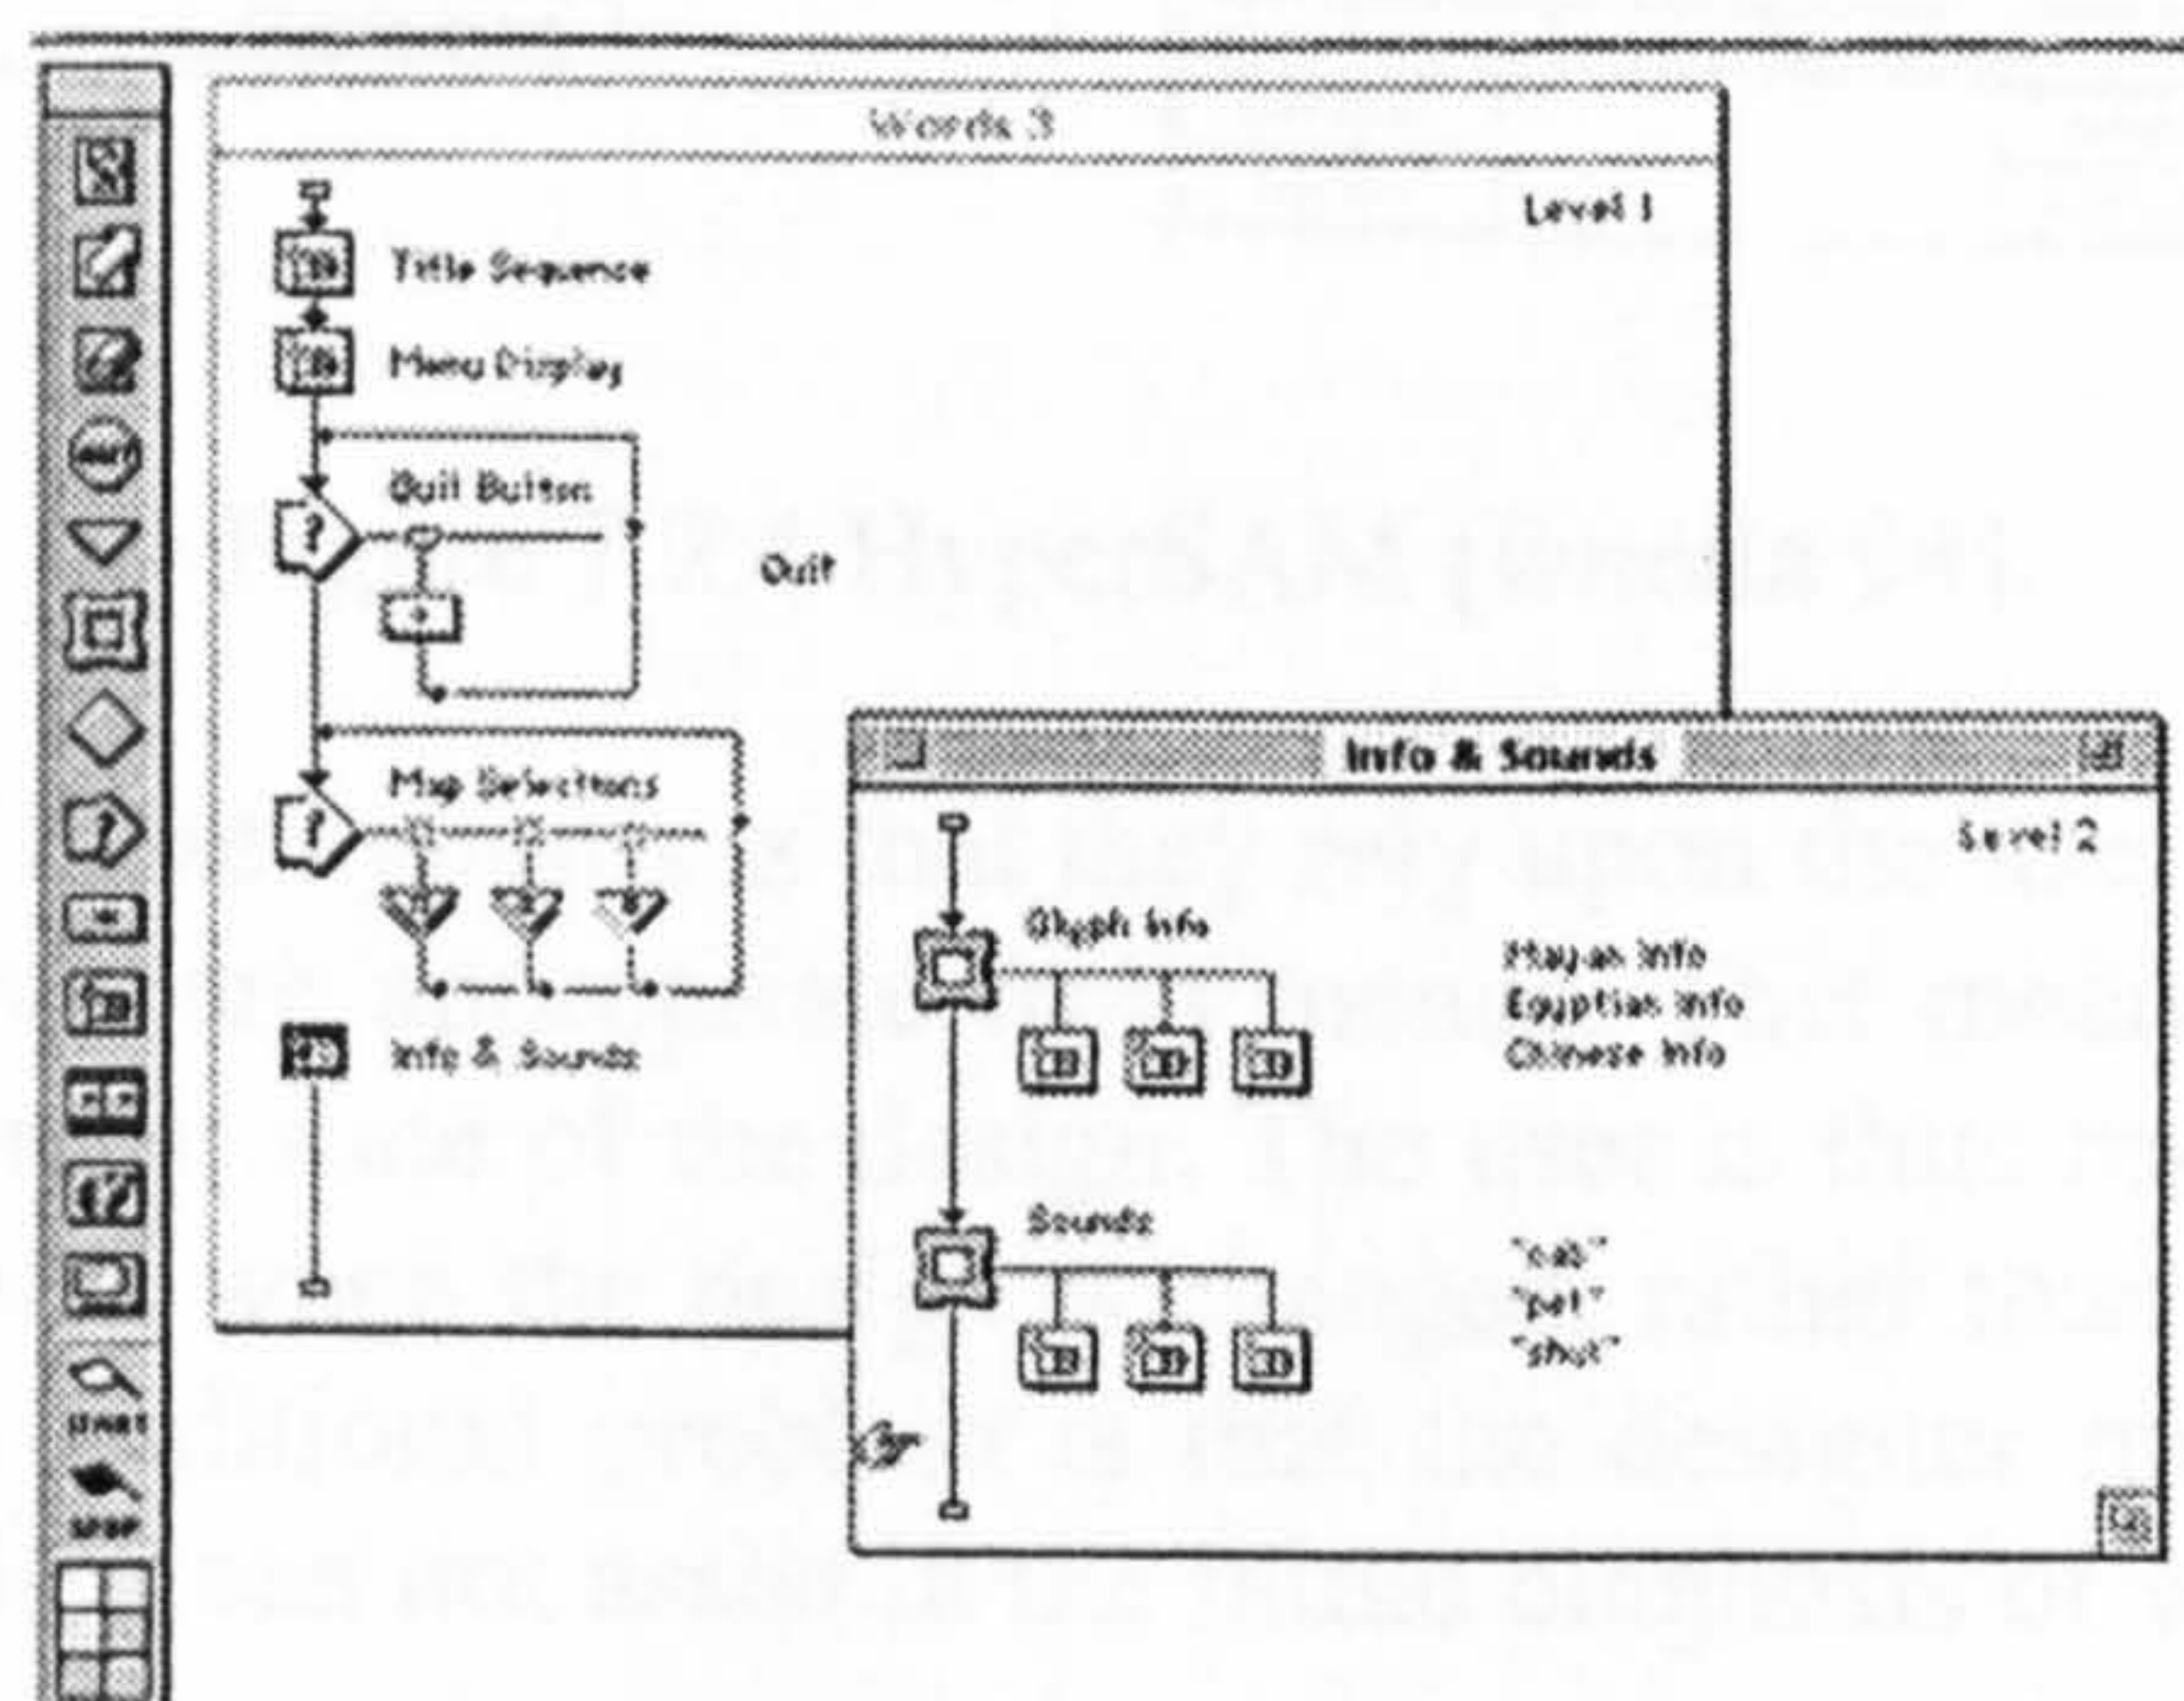 Words 3
Level 1
Title Sequence
Menu Display
Quit Button
Quit
Map Selections
Info & Sounds
START
STOP
Info & Sounds
Level 2
Glyph Info
Mayan Info
Egyptian Info
Chinese Info
Sounds
"cab"
"pet"
"shut"